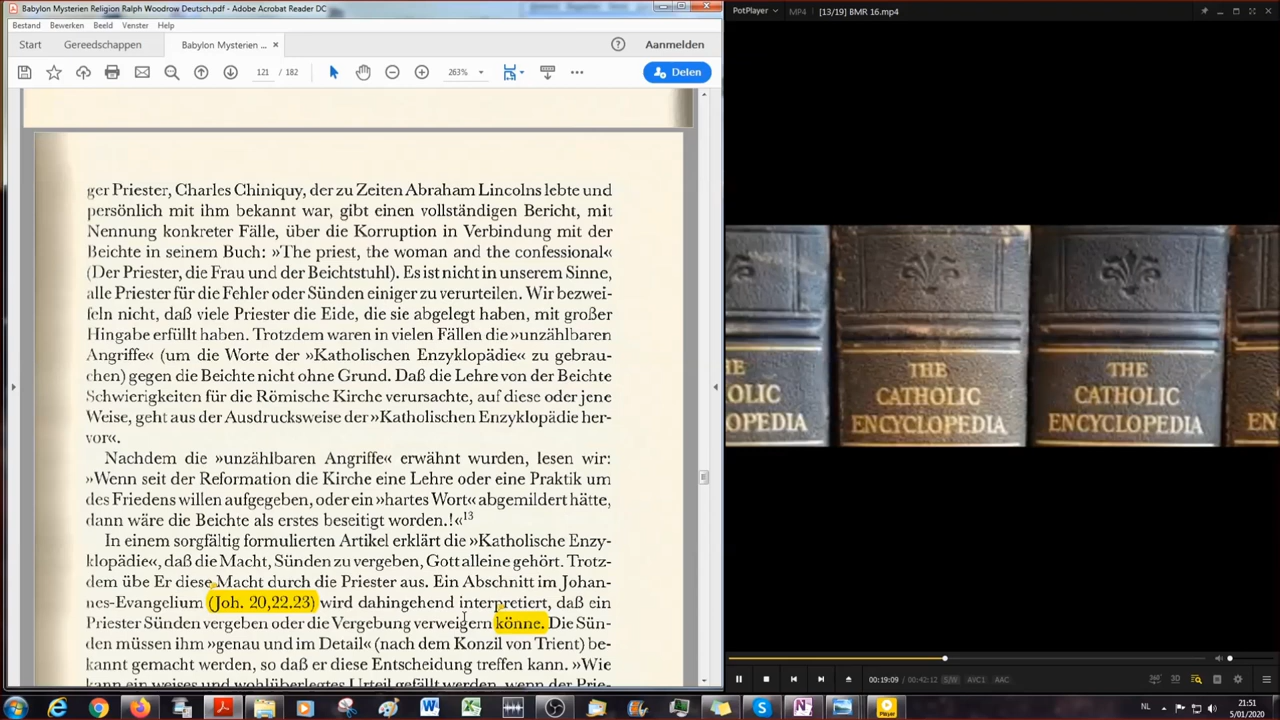 Babylon Mysterien Religion Ralph Woodrow Deutsch.pdf - Adobe Acrobat Reader DC
Bestand Bewerken Beeld Venster Help
Start Gereedschappen Babylon Mysterien ... × Aanmelden
121 / 182 263% Delen
ger Priester, Charles Chiniquy, der zu Zeiten Abraham Lincolns lebte und
persönlich mit ihm bekannt war, gibt einen vollständigen Bericht, mit
Nennung konkreter Fälle, über die Korruption in Verbindung mit der
Beichte in seinem Buch: »The priest, the woman and the confessional«
(Der Priester, die Frau und der Beichtstuhl). Es ist nicht in unserem Sinne,
alle Priester für die Fehler oder Sünden einiger zu verurteilen. Wir bezwei-
feln nicht, daß viele Priester die Eide, die sie abgelegt haben, mit großer
Hingabe erfüllt haben. Trotzdem waren in vielen Fällen die »unzählbaren
Angriffe« (um die Worte der »Katholischen Enzyklopädie« zu gebrau-
chen) gegen die Beichte nicht ohne Grund. Daß die Lehre von der Beichte
Schwierigkeiten für die Römische Kirche verursachte, auf diese oder jene
Weise, geht aus der Ausdrucksweise der »Katholischen Enzyklopädie her-
vor«.
Nachdem die »unzählbaren Angriffe« erwähnt wurden, lesen wir:
»Wenn seit der Reformation die Kirche eine Lehre oder eine Praktik um
des Friedens willen aufgegeben, oder ein »hartes Wort« abgemildert hätte,
dann wäre die Beichte als erstes beseitigt worden.!«13
In einem sorgfältig formulierten Artikel erklärt die »Katholische Enzy-
klopädie«, daß die Macht, Sünden zu vergeben, Gott alleine gehört. Trotz-
dem übe Er diese Macht durch die Priester aus. Ein Abschnitt im Johan-
nes-Evangelium (Joh. 20,22.23) wird dahingehend interpretiert, daß ein
Priester Sünden vergeben oder die Vergebung verweigern könne. Die Sün-
den müssen ihm »genau und im Detail« (nach dem Konzil von Trient) be-
kannt gemacht werden, so daß er diese Entscheidung treffen kann. »Wie
kann ein weises und wohlüberlegtes Urteil gefällt werden, wenn der Prie-
PotPlayer MP4 [13/19] BMR 16.mp4
THE
CATHOLIC
ENCYCLOPEDIA
THE
CATHOLIC
ENCYCLOPEDIA
00:19:09 / 00:42:12 S/W AVC1 AAC
NL 21:51
5/01/2020